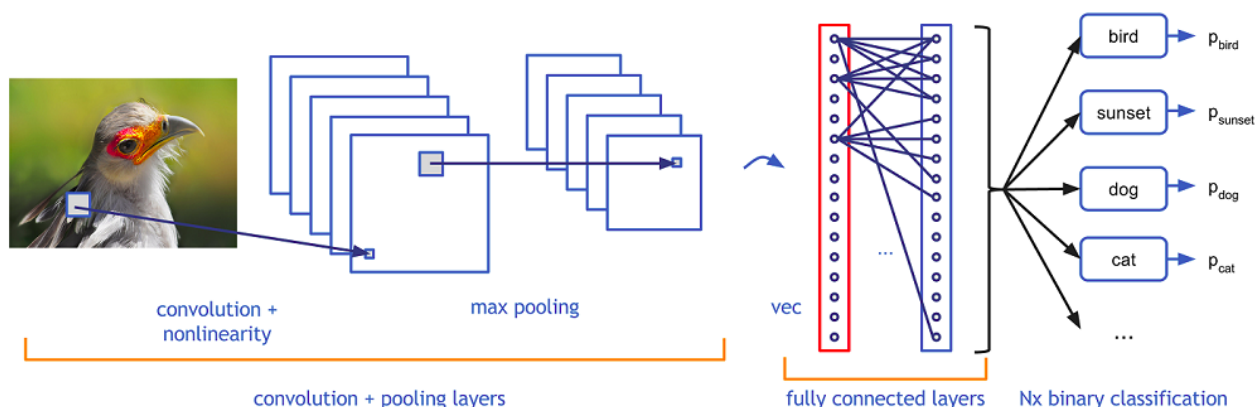 convolution +
nonlinearity
max pooling
vec
...
convolution + pooling layers
fully connected layers
Nx binary classification
bird
p_bird
sunset
p_sunset
dog
p_dog
cat
p_cat
...